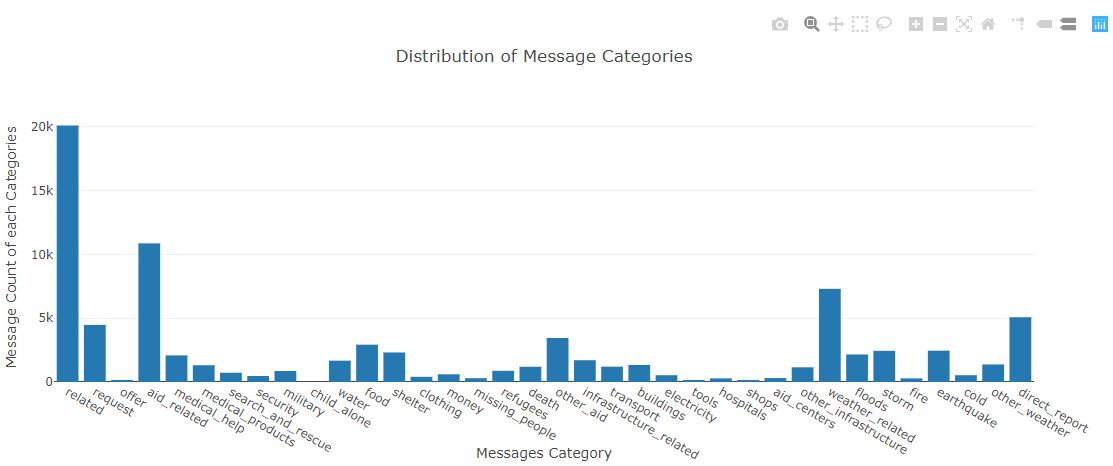 Distribution of Message Categories
Message Count of each Categories
20k
15k
10k
5k
0
related
request
offer
aid_related
medical_help
medical_products
search_and_rescue
security
military
child_alone
water
food
shelter
clothing
money
missing_people
refugees
death
other_aid
infrastructure_related
transport
buildings
electricity
tools
hospitals
shops
aid_centers
other_infrastructure
weather_related
floods
storm
fire
earthquake
cold
other_weather
direct_report
Messages Category